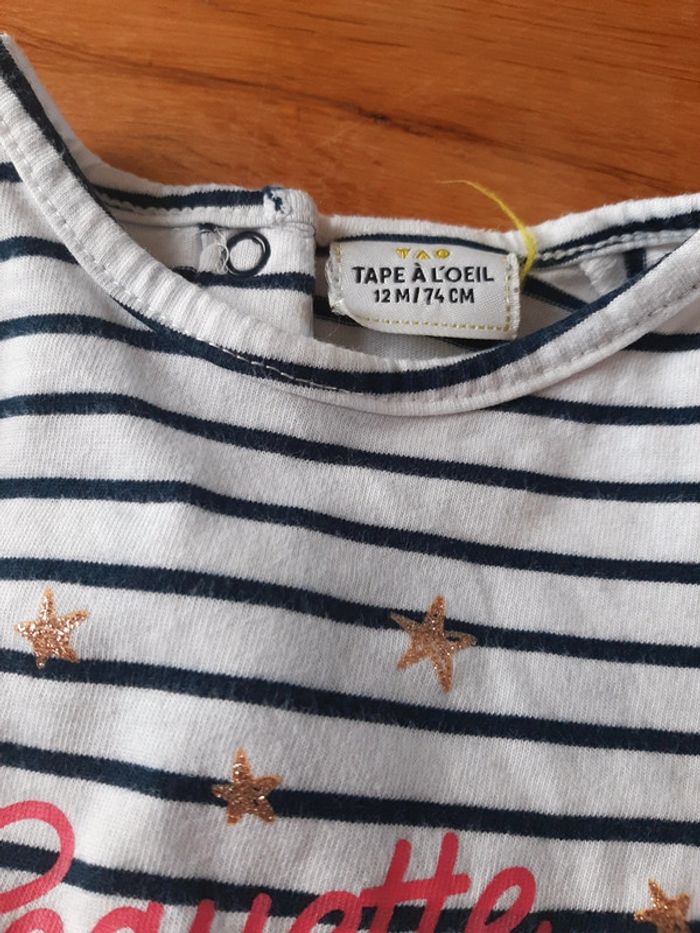 TAO
TAPE À L'OEIL
12 M / 74 CM